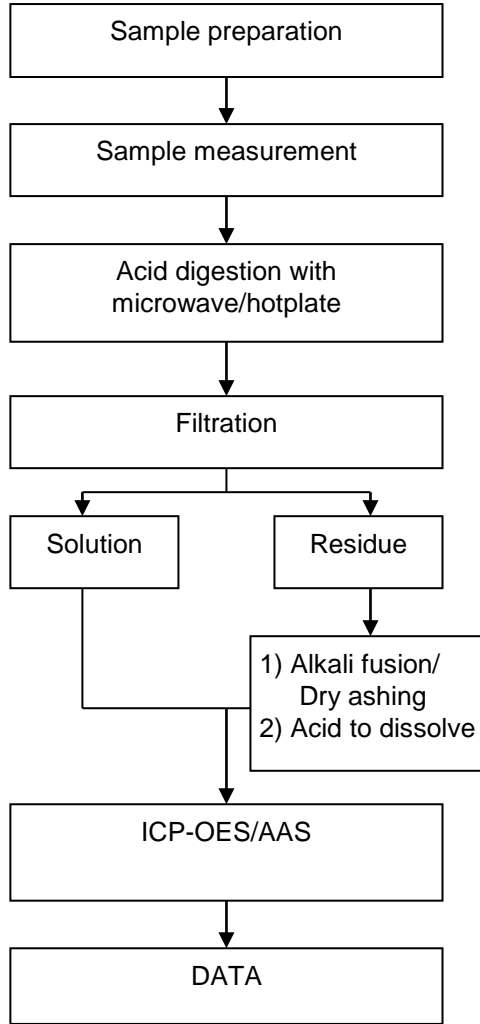 Sample preparation
Sample measurement
Acid digestion with
microwave/hotplate
Filtration
Solution
Residue
1) Alkali fusion/
Dry ashing
2) Acid to dissolve
ICP-OES/AAS
DATA